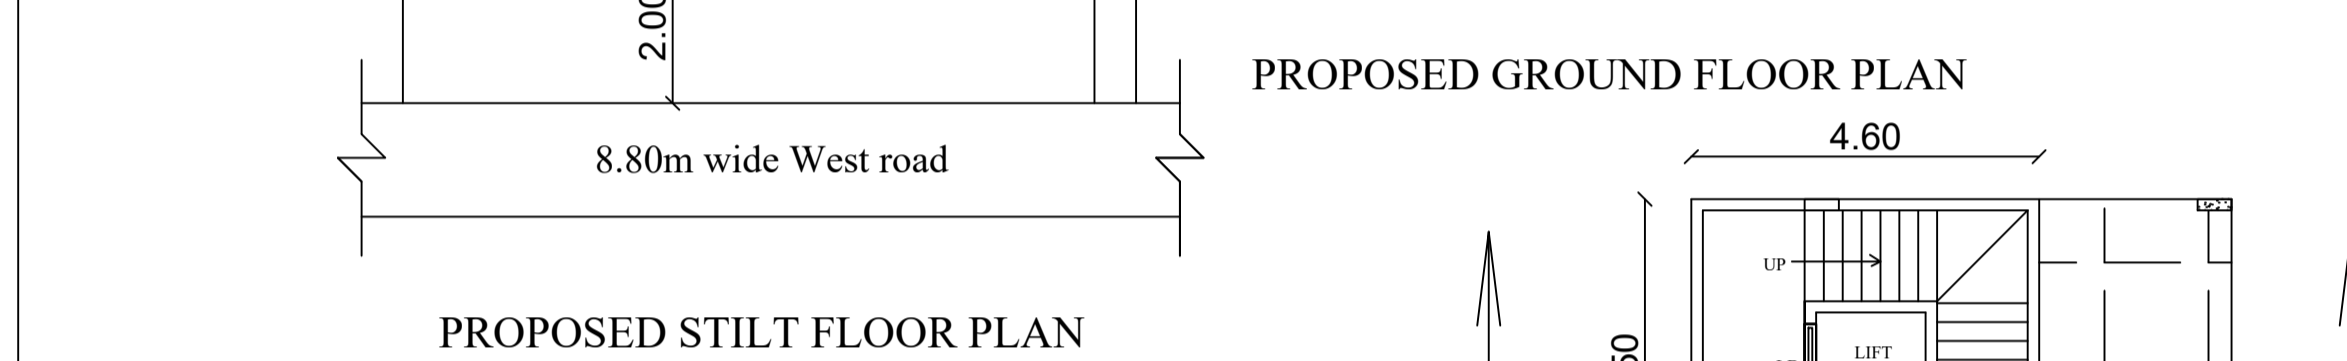 2.00
8.80m wide West road
PROPOSED STILT FLOOR PLAN
PROPOSED GROUND FLOOR PLAN
4.60
UP
LIFT